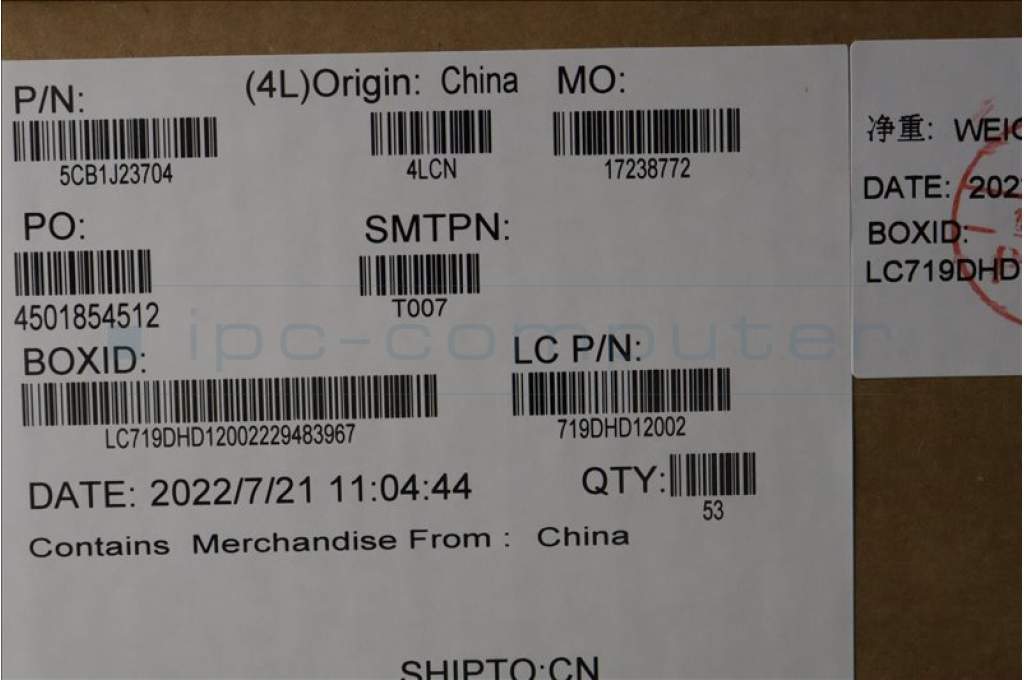 P/N: (4L)Origin: China MO:
5CB1J23704 4LCN 17238772
PO: SMTPN:
4501854512 T007
BOXID: LC P/N:
LC719DHD12002229483967 719DHD12002
DATE: 2022/7/21 11:04:44 QTY:
53
Contains Merchandise From : China
SHIPTO:CN
净重: WEIG
DATE: 202
BOXID:
LC719DHD
ipc-computer